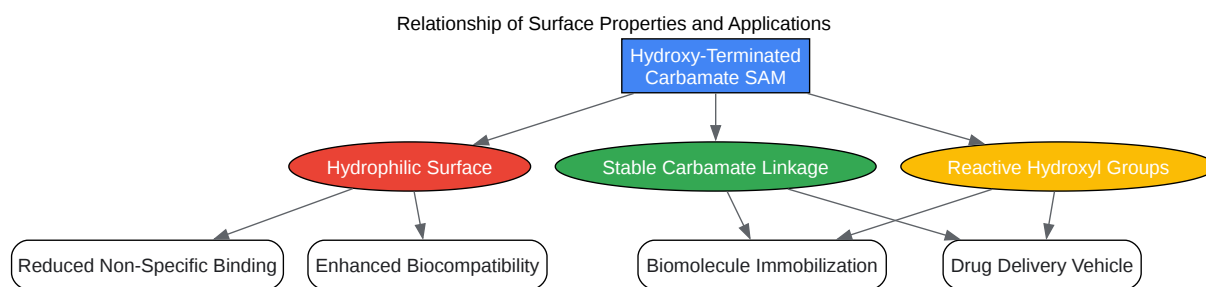 Relationship of Surface Properties and Applications
Hydroxy-Terminated
Carbamate SAM
Hydrophilic Surface
Stable Carbamate Linkage
Reactive Hydroxyl Groups
Reduced Non-Specific Binding
Enhanced Biocompatibility
Biomolecule Immobilization
Drug Delivery Vehicle